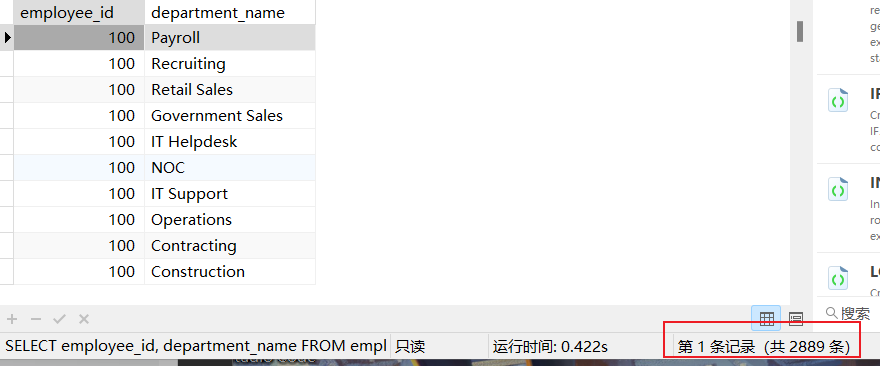 employee_id department_name
100 Payroll
100 Recruiting
100 Retail Sales
100 Government Sales
100 IT Helpdesk
100 NOC
100 IT Support
100 Operations
100 Contracting
100 Construction
re
ge
ex
sta
IF
Cr
IF
co
IN
In
ro
ex
Cr
搜索
SELECT employee_id, department_name FROM empl 只读 运行时间: 0.422s 第 1 条记录 (共 2889 条)